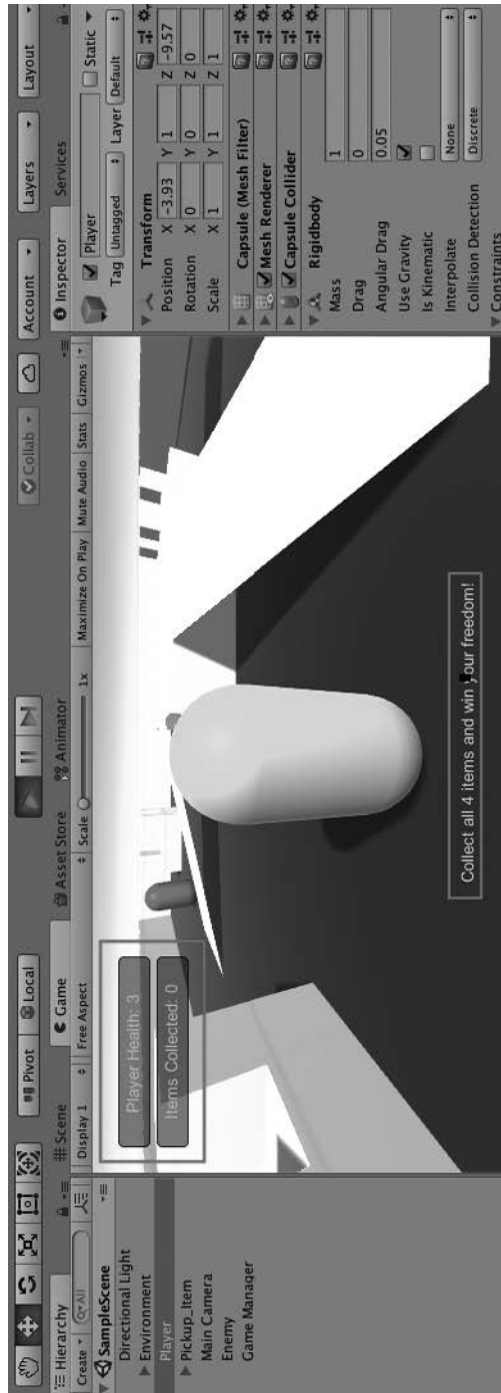 Pivot Local
Collab Account Layers Layout
Hierarchy
Create All
SampleScene
Directional Light
Environment
Player
Pickup_Item
Main Camera
Enemy
Game Manager
Scene Game Asset Store Animator
Display 1 Free Aspect Scale 1x Maximize On Play Mute Audio Stats Gizmos
Player Health: 3
Items Collected: 0
Collect all 4 items and win your freedom!
Inspector Services
Player Static
Tag Untagged Layer Default
Transform
Position X -3.93 Y 1 Z -9.57
Rotation X 0 Y 0 Z 0
Scale X 1 Y 1 Z 1
Capsule (Mesh Filter)
Mesh Renderer
Capsule Collider
Rigidbody
Mass 1
Drag 0
Angular Drag 0.05
Use Gravity
Is Kinematic
Interpolate None
Collision Detection Discrete
Constraints